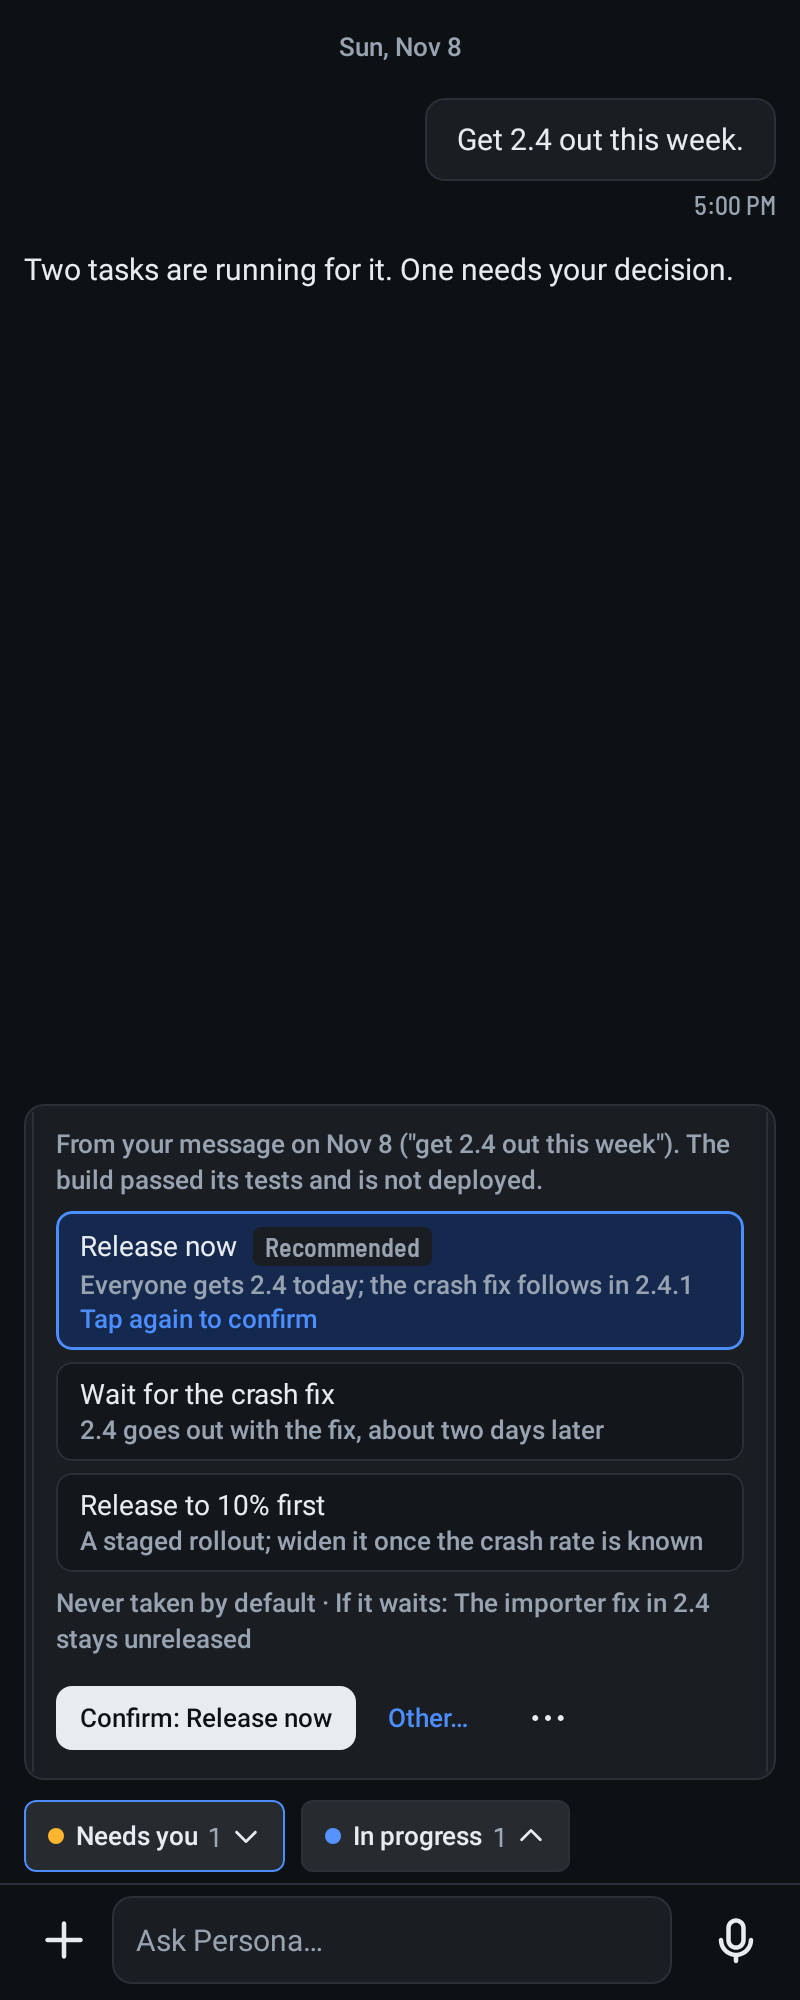 Sun, Nov 8
Get 2.4 out this week.
5:00 PM
Two tasks are running for it. One needs your decision.
From your message on Nov 8 ("get 2.4 out this week"). The
build passed its tests and is not deployed.
Release now Recommended
Everyone gets 2.4 today; the crash fix follows in 2.4.1
Tap again to confirm
Wait for the crash fix
2.4 goes out with the fix, about two days later
Release to 10% first
A staged rollout; widen it once the crash rate is known
Never taken by default · If it waits: The importer fix in 2.4
stays unreleased
Confirm: Release now Other…
Needs you 1 In progress 1
Ask Persona…